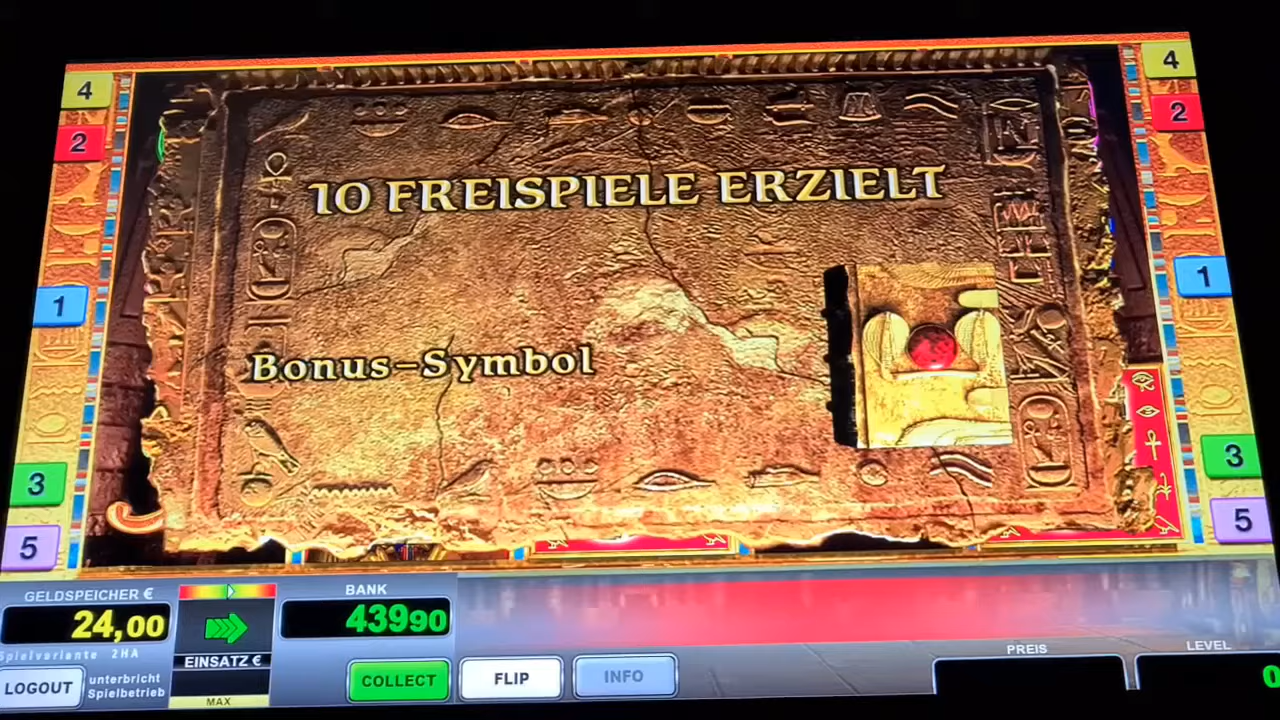 4
4
2
2
10 FREISPIELE ERZIELT
1
1
Bonus-Symbol
3
3
5
5
GELDSPEICHER €
24,00
BANK
43990
Spielvariante 2HA
EINSATZ €
MAX
LOGOUT
unterbricht
Spielbetrieb
COLLECT
FLIP
INFO
PREIS
LEVEL
0